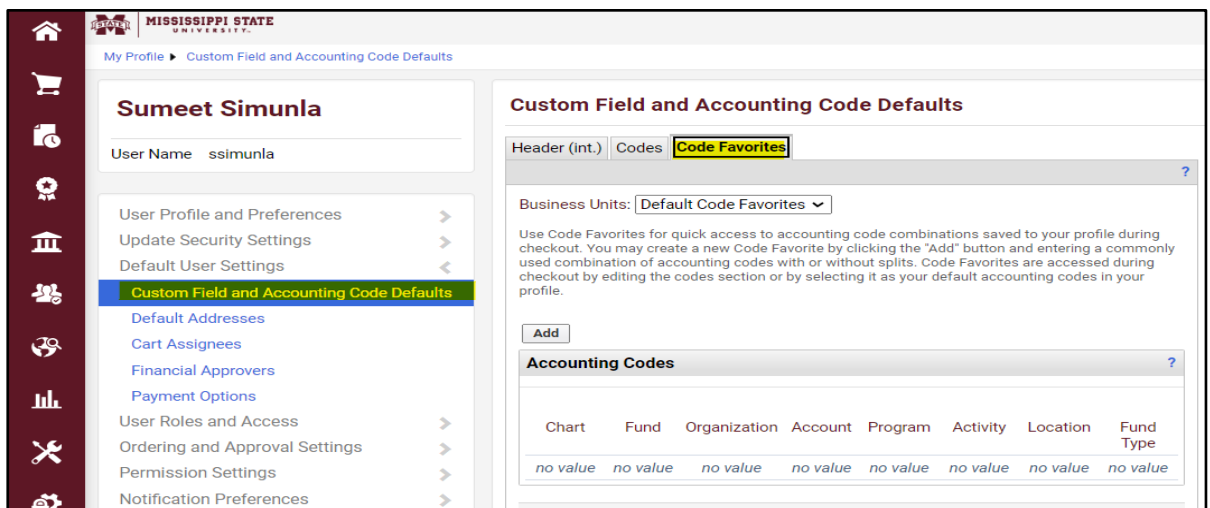 STATE
MISSISSIPPI STATE
UNIVERSITY™
My Profile ▶ Custom Field and Accounting Code Defaults
Sumeet Simunla
User Name ssimunla
User Profile and Preferences
Update Security Settings
Default User Settings
Custom Field and Accounting Code Defaults
Default Addresses
Cart Assignees
Financial Approvers
Payment Options
User Roles and Access
Ordering and Approval Settings
Permission Settings
Notification Preferences
Custom Field and Accounting Code Defaults
Header (int.) Codes Code Favorites
?
Business Units: Default Code Favorites
Use Code Favorites for quick access to accounting code combinations saved to your profile during
checkout. You may create a new Code Favorite by clicking the "Add" button and entering a commonly
used combination of accounting codes with or without splits. Code Favorites are accessed during
checkout by editing the codes section or by selecting it as your default accounting codes in your
profile.
Add
Accounting Codes ?
Chart Fund Organization Account Program Activity Location Fund
Type
no value no value no value no value no value no value no value no value